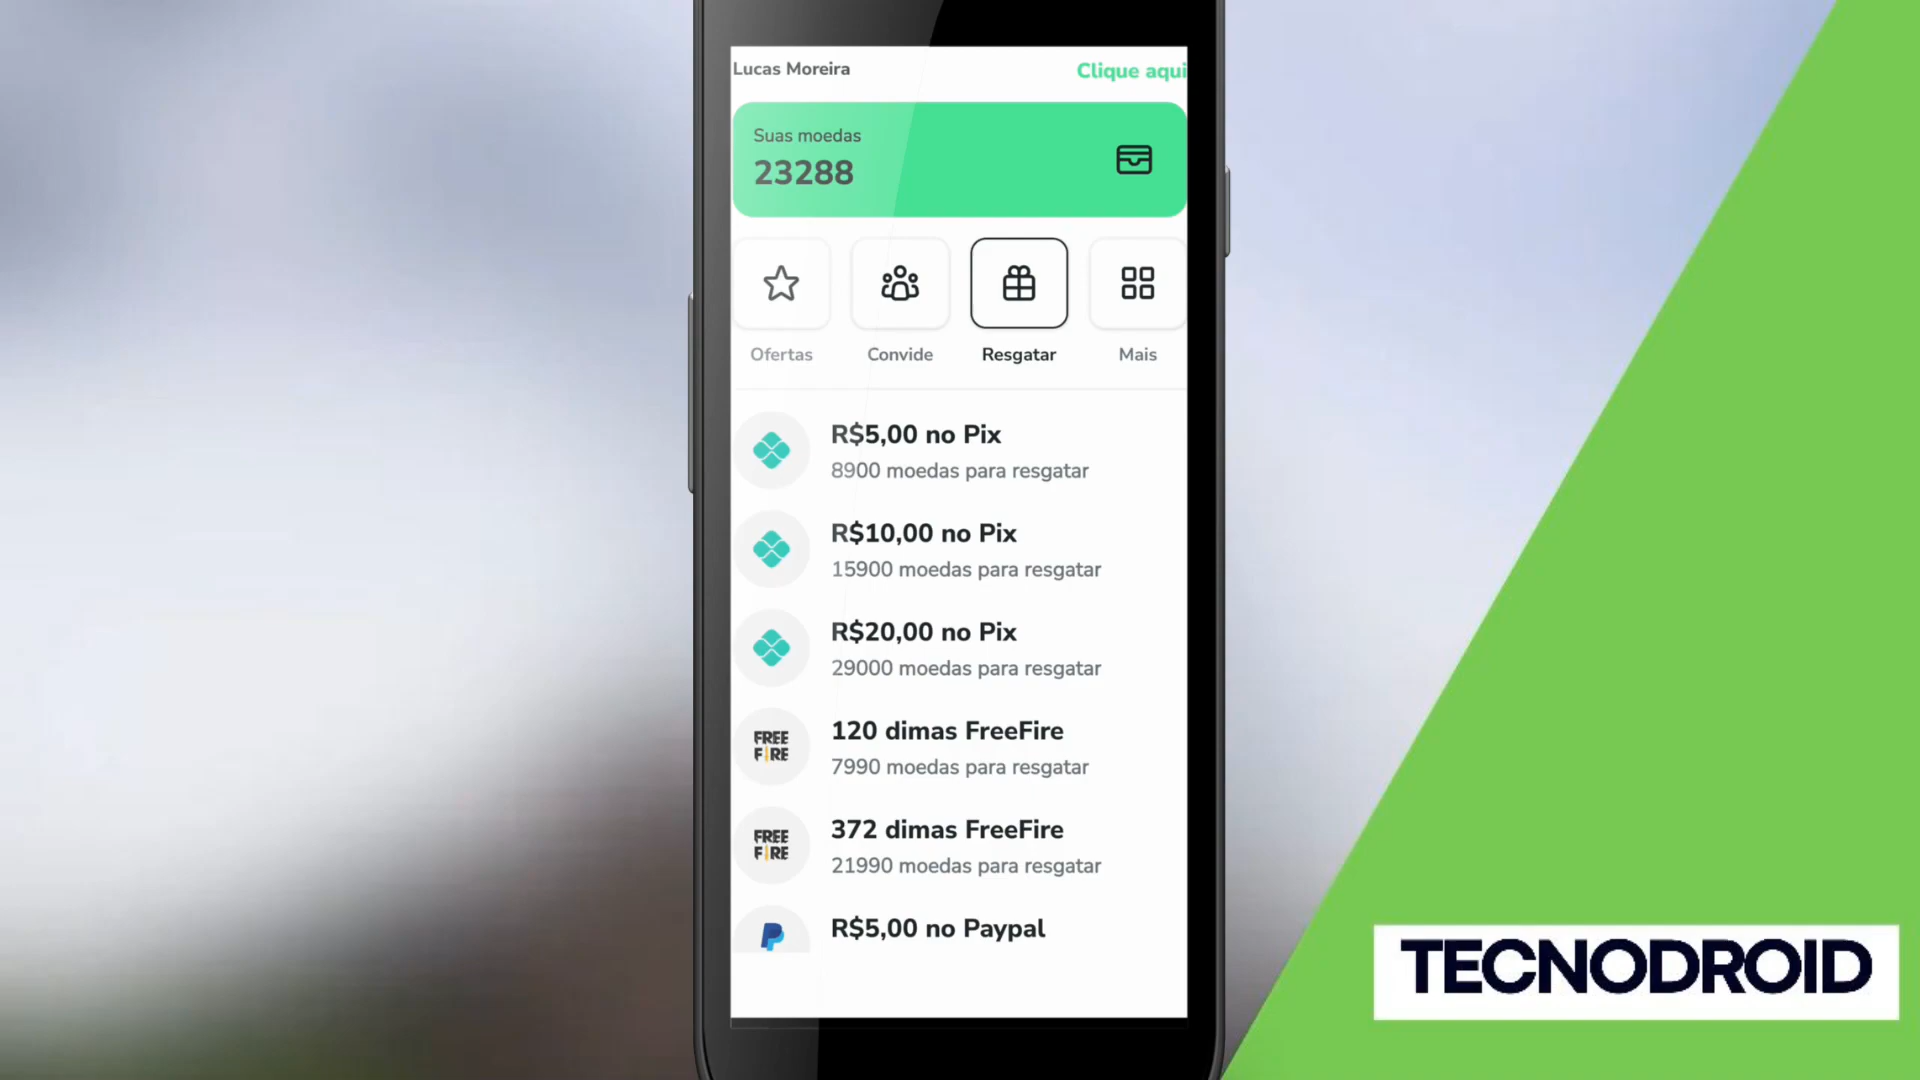 Lucas Moreira
Clique aqui
Suas moedas
23288
Ofertas
Convide
Resgatar
Mais
R$5,00 no Pix
8900 moedas para resgatar
R$10,00 no Pix
15900 moedas para resgatar
R$20,00 no Pix
29000 moedas para resgatar
FREE
FIRE
120 dimas FreeFire
7990 moedas para resgatar
FREE
FIRE
372 dimas FreeFire
21990 moedas para resgatar
R$5,00 no Paypal
TECNODROID